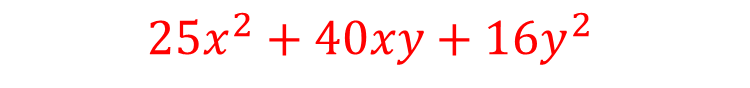 25x² + 40xy + 16y²